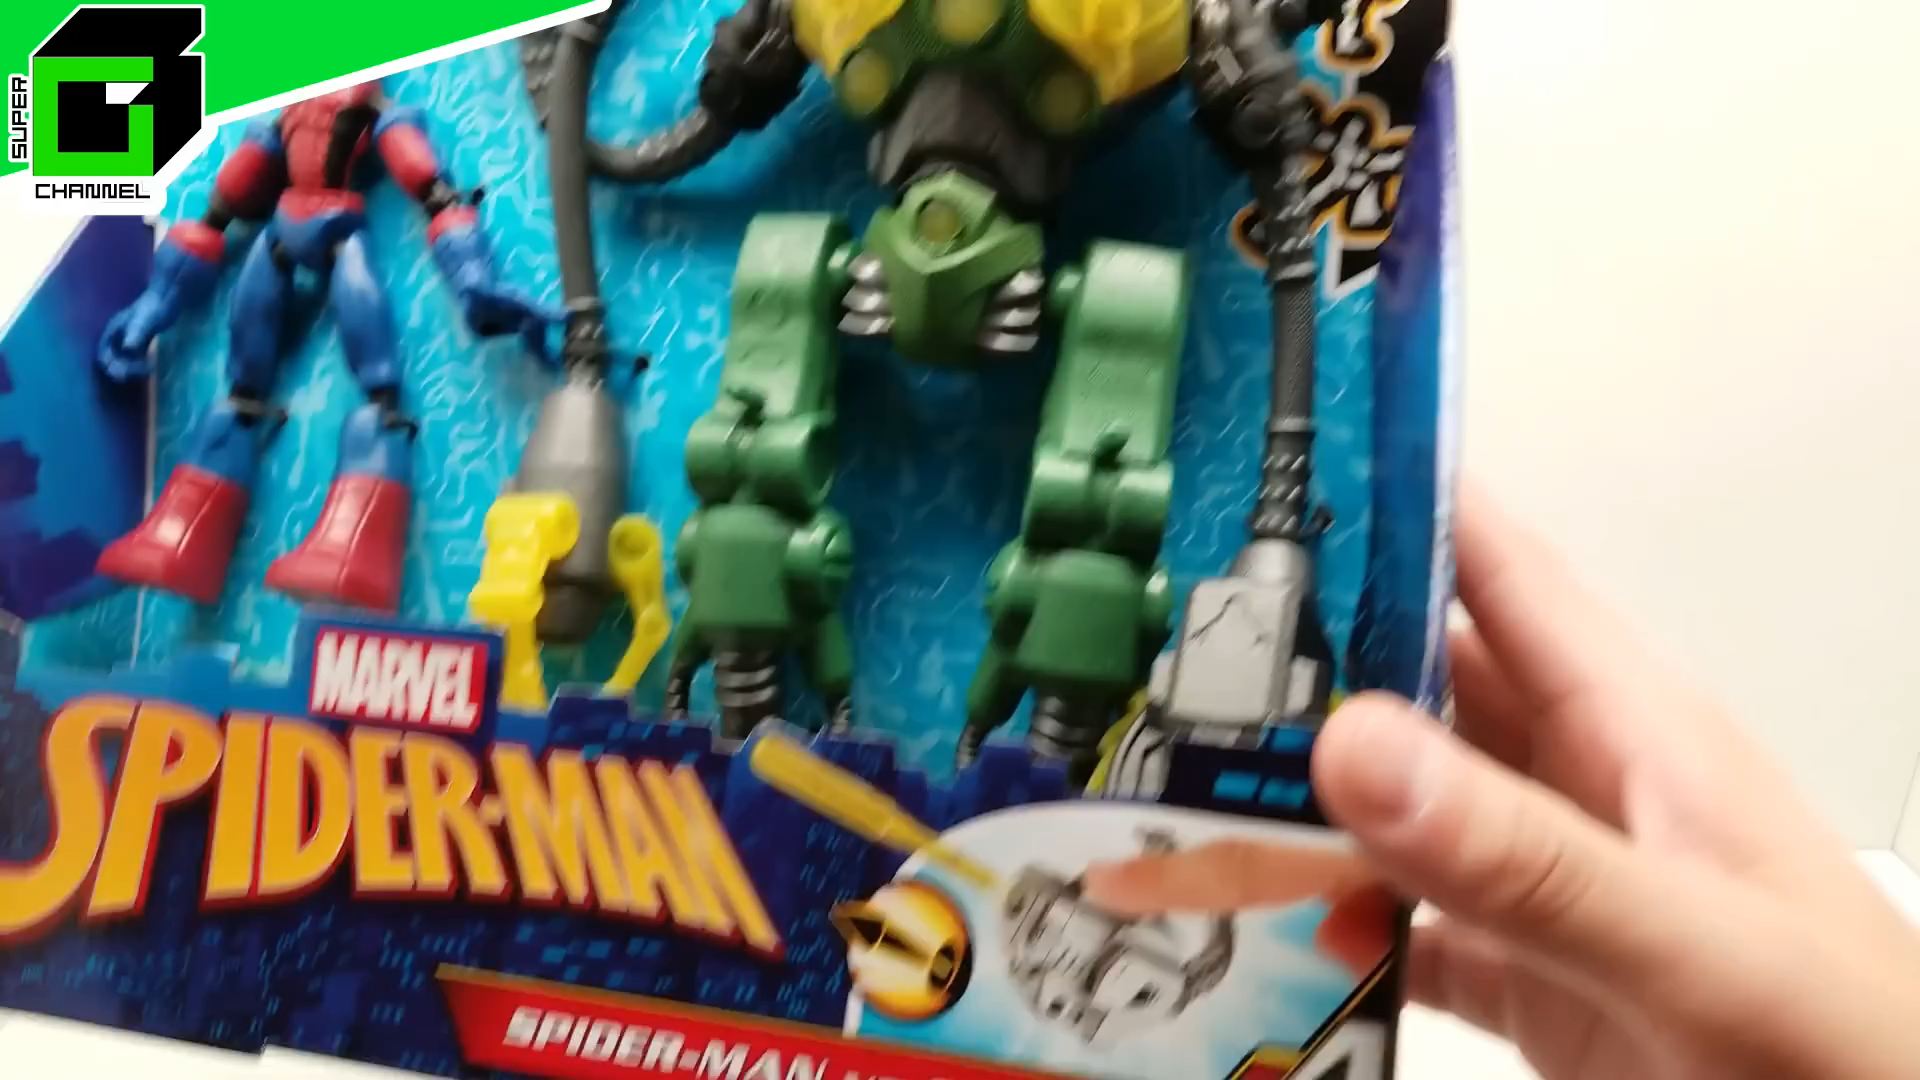 SUPER
G
CHANNEL
MARVEL
SPIDER-MAN
SPIDER-MAN